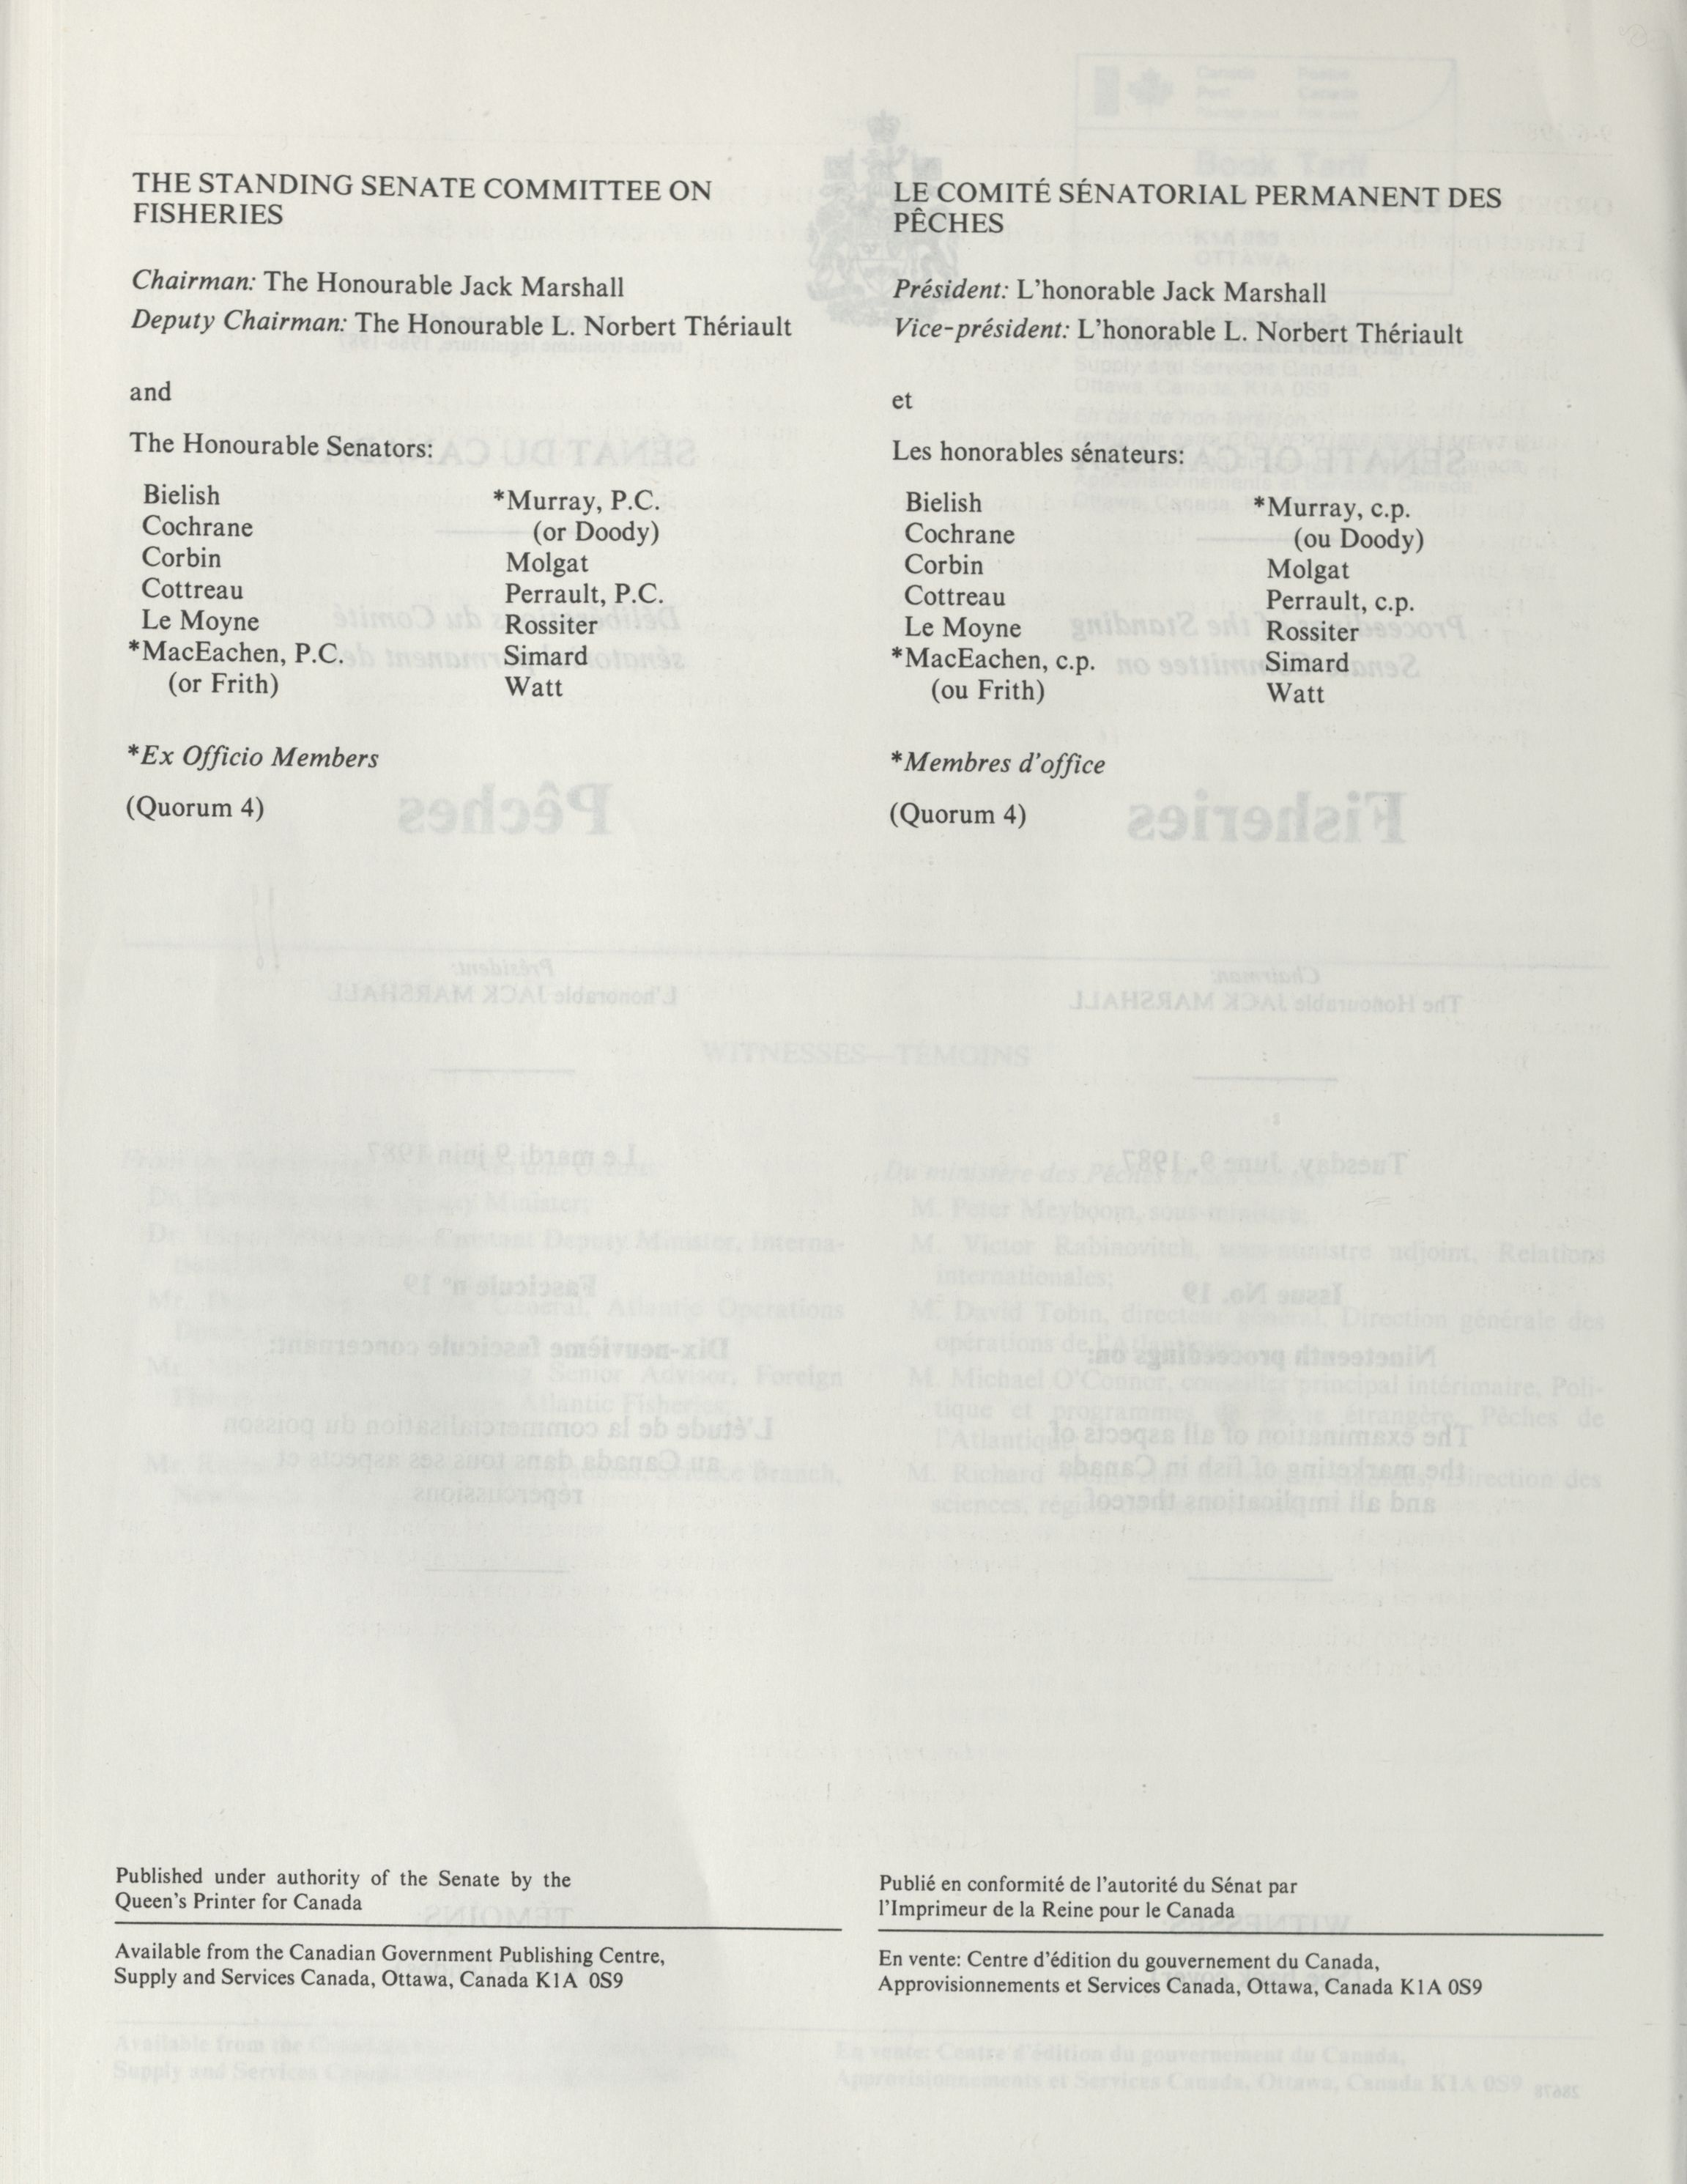 THE STANDING SENATE COMMITTEE ON
FISHERIES
Chairman: The Honourable Jack Marshall
Deputy Chairman: The Honourable L. Norbert Thériault
and
The Honourable Senators:
Bielish
Cochrane
Corbin
Cottreau
Le Moyne
*MacEachen, P.C.
(or Frith)
*Murray, P.C.
(or Doody)
Molgat
Perrault, P.C.
Rossiter
Simard
Watt
*Ex Officio Members
(Quorum 4)
LE COMITÉ SÉNATORIAL PERMANENT DES
PÊCHES
Président: L'honorable Jack Marshall
Vice-président: L'honorable L. Norbert Thériault
et
Les honorables sénateurs:
Bielish
Cochrane
Corbin
Cottreau
Le Moyne
*MacEachen, c.p.
(ou Frith)
*Murray, c.p.
(ou Doody)
Molgat
Perrault, c.p.
Rossiter
Simard
Watt
*Membres d'office
(Quorum 4)
Published under authority of the Senate by the
Queen's Printer for Canada
Available from the Canadian Government Publishing Centre,
Supply and Services Canada, Ottawa, Canada K1A 0S9
Publié en conformité de l'autorité du Sénat par
l'Imprimeur de la Reine pour le Canada
En vente: Centre d'édition du gouvernement du Canada,
Approvisionnements et Services Canada, Ottawa, Canada K1A 0S9